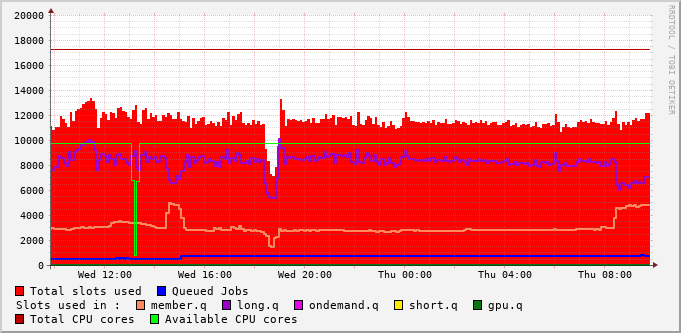 RRDTOOL / TOBI OETIKER
20000
18000
16000
14000
12000
10000
8000
6000
4000
2000
0
Wed 12:00 Wed 16:00 Wed 20:00 Thu 00:00 Thu 04:00 Thu 08:00
Total slots used Queued Jobs
Slots used in : member.q long.q ondemand.q short.q gpu.q
Total CPU cores Available CPU cores